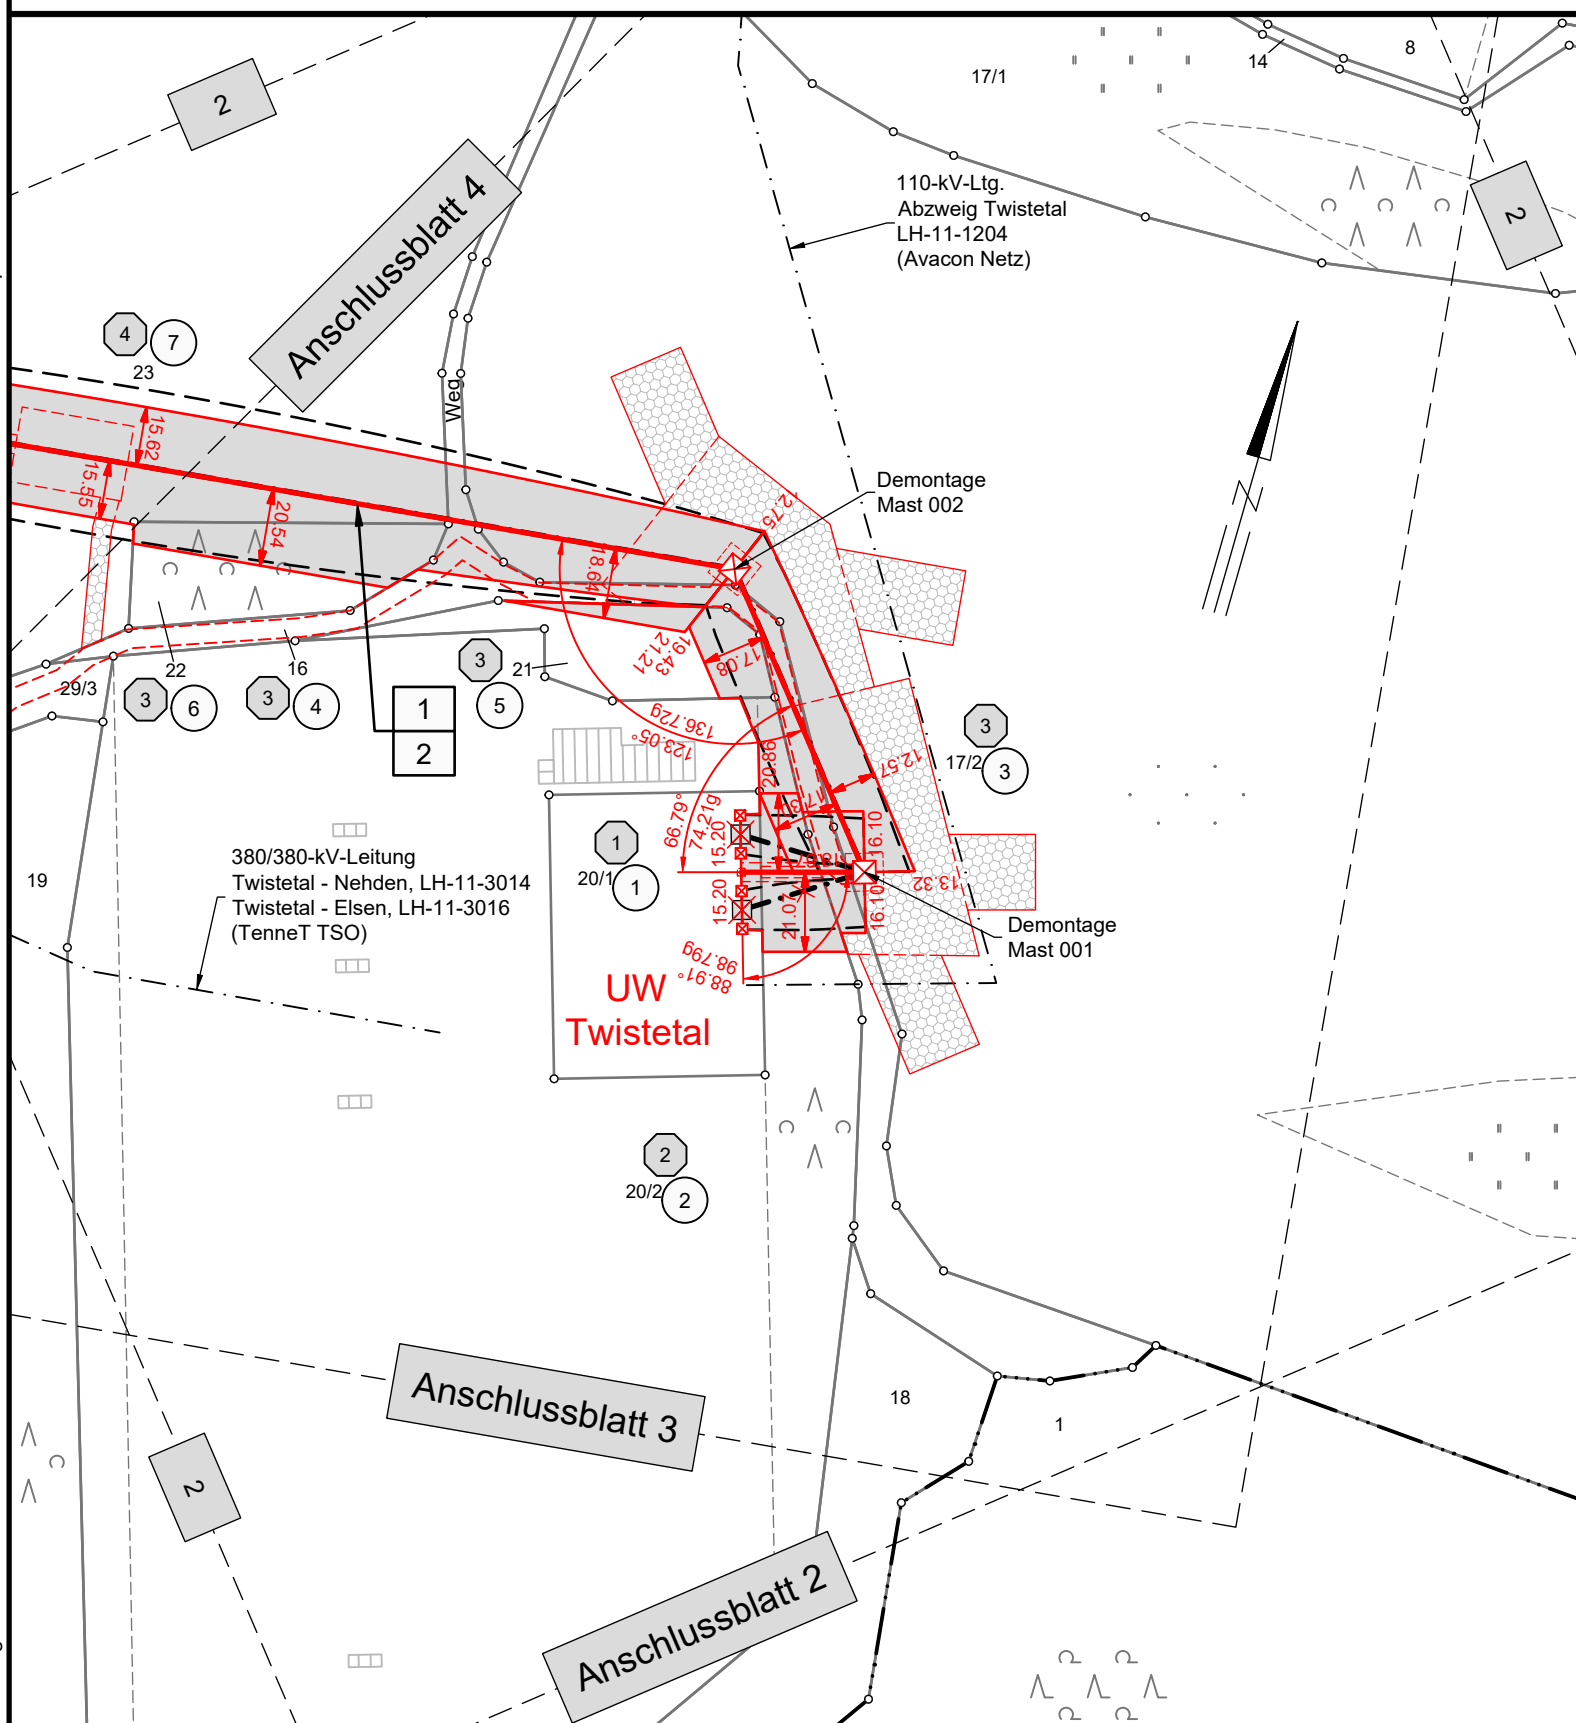 2
8
14
17/1
Anschlussblatt 4
110-kV-Ltg.
Abzweig Twistetal
LH-11-1204
(Avacon Netz)
2
4
7
23
Weg
15.62
15.55
20.54
18.64
12.75
Demontage
Mast 002
19.43
21.21
17.08
22
16
29/3
3
6
3
4
3
5
21
1
2
136.72g
123.05°
20.86
12.57
3
17/2
3
66.79°
74.21g
15.20
16.10
1
20/1
1
380/380-kV-Leitung
Twistetal - Nehden, LH-11-3014
Twistetal - Elsen, LH-11-3016
(TenneT TSO)
19
15.20
21.07
16.10
13.32
Demontage
Mast 001
98.79g
88.91°
UW
Twistetal
2
20/2
2
Anschlussblatt 3
18
1
2
Anschlussblatt 2